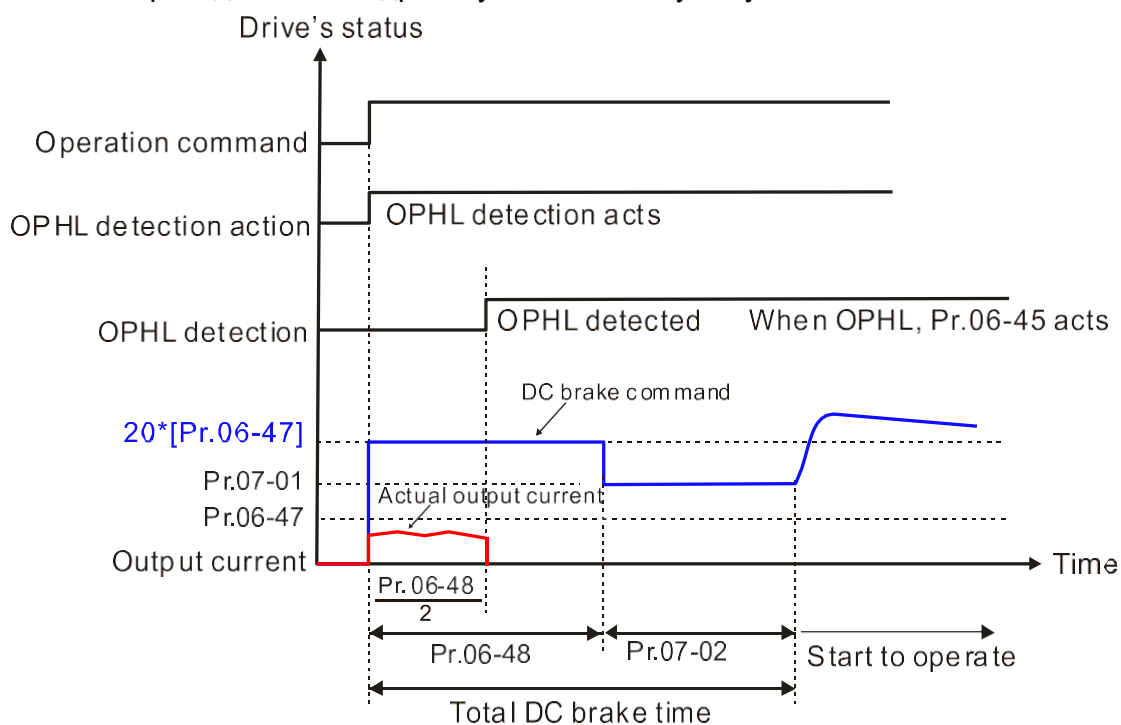 Drive's status
Operation command
OPHL detection action
OPHL detection acts
OPHL detection
OPHL detected
When OPHL, Pr.06-45 acts
DC brake command
20*[Pr.06-47]
Pr.07-01
Actual output current
Pr.06-47
Output current
Time
Pr. 06-48
2
Pr.06-48
Pr.07-02
Start to operate
Total DC brake time